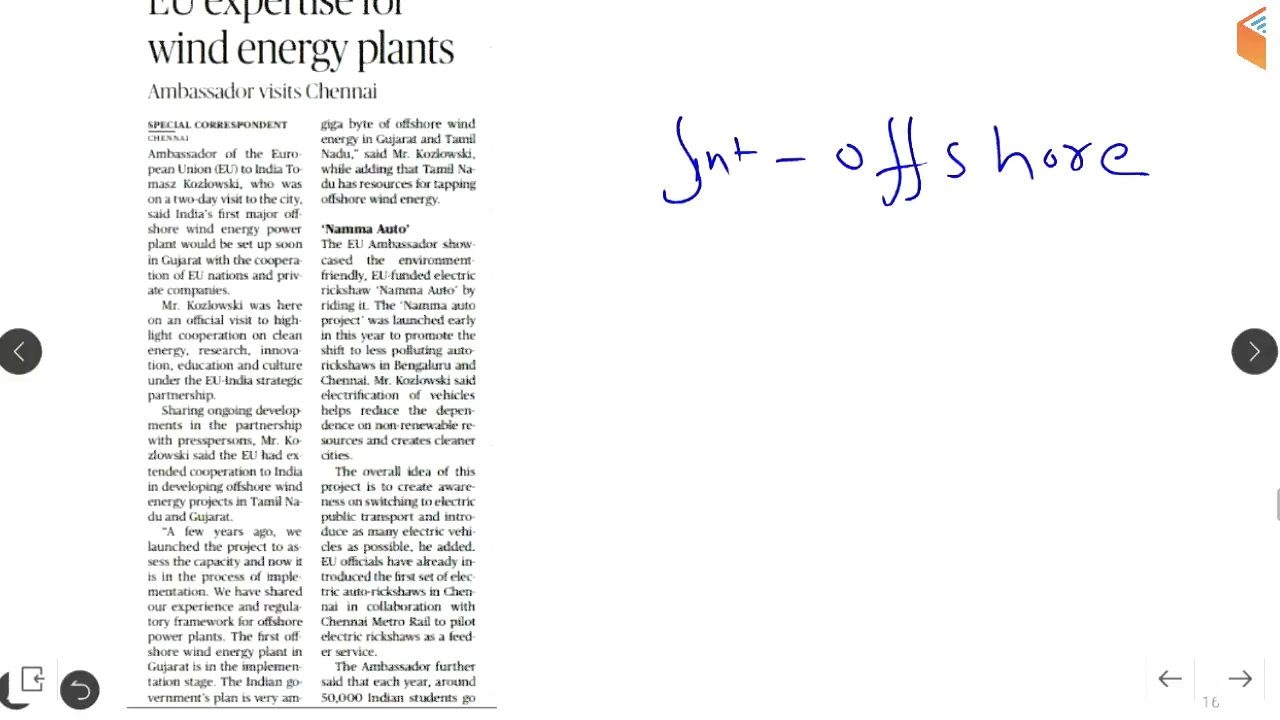 EU expertise for
wind energy plants
Ambassador visits Chennai
SPECIAL CORRESPONDENT
CHENNAI
Ambassador of the Euro-
pean Union (EU) to India To-
masz Kozlowski, who was
on a two-day visit to the city,
said India's first major off-
shore wind energy power
plant would be set up soon
in Gujarat with the coopera-
tion of EU nations and priv-
ate companies.
Mr. Kozlowski was here
on an official visit to high-
light cooperation on clean
energy, research, innova-
tion, education and culture
under the EU-India strategic
partnership.
Sharing ongoing develop-
ments in the partnership
with presspersons, Mr. Ko-
zlowski said the EU had ex-
tended cooperation to India
in developing offshore wind
energy projects in Tamil Na-
du and Gujarat.
"A few years ago, we
launched the project to as-
sess the capacity and now it
is in the process of imple-
mentation. We have shared
our experience and regula-
tory framework for offshore
power plants. The first off-
shore wind energy plant in
Gujarat is in the implemen-
tation stage. The Indian go-
vernment's plan is very am-
giga byte of offshore wind
energy in Gujarat and Tamil
Nadu," said Mr. Kozlowski,
while adding that Tamil Na-
du has resources for tapping
offshore wind energy.
'Namma Auto'
The EU Ambassador show-
cased the environment-
friendly, EU-funded electric
rickshaw 'Namma Auto' by
riding it. The 'Namma auto
project' was launched early
in this year to promote the
shift to less polluting auto-
rickshaws in Bengaluru and
Chennai. Mr. Kozlowski said
electrification of vehicles
helps reduce the depen-
dence on non-renewable re-
sources and creates cleaner
cities.
The overall idea of this
project is to create aware-
ness on switching to electric
public transport and intro-
duce as many electric vehi-
cles as possible, he added.
EU officials have already in-
troduced the first set of elec-
tric auto-rickshaws in Chen-
nai in collaboration with
Chennai Metro Rail to pilot
electric rickshaws as a feed-
er service.
The Ambassador further
said that each year, around
50,000 Indian students go
Int - offshore
16